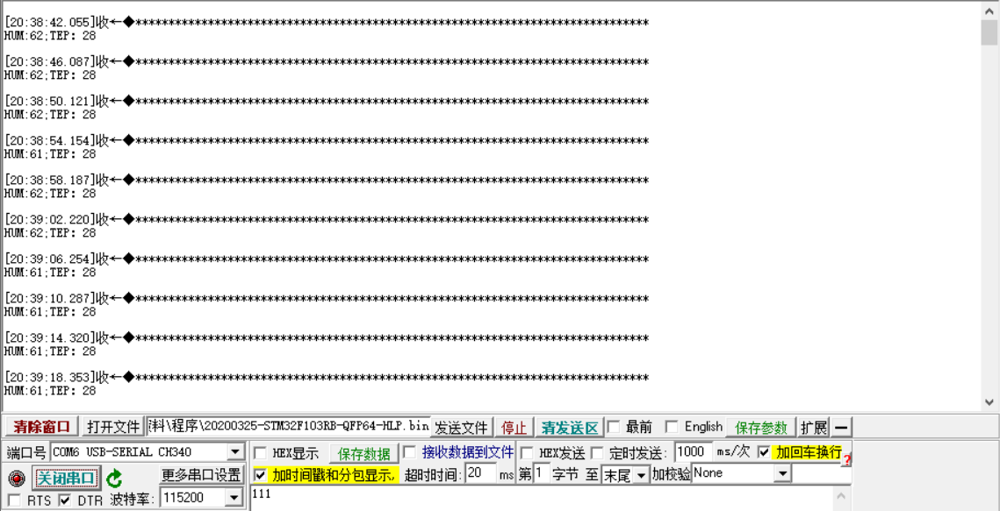 [20:38:42.055]收←◆******************************************************************************
HUM:62;TEP: 28
[20:38:46.087]收←◆******************************************************************************
HUM:62;TEP: 28
[20:38:50.121]收←◆******************************************************************************
HUM:62;TEP: 28
[20:38:54.154]收←◆******************************************************************************
HUM:61;TEP: 28
[20:38:58.187]收←◆******************************************************************************
HUM:62;TEP: 28
[20:39:02.220]收←◆******************************************************************************
HUM:62;TEP: 28
[20:39:06.254]收←◆******************************************************************************
HUM:61;TEP: 28
[20:39:10.287]收←◆******************************************************************************
HUM:61;TEP: 28
[20:39:14.320]收←◆******************************************************************************
HUM:61;TEP: 28
[20:39:18.353]收←◆******************************************************************************
HUM:61;TEP: 28
清除窗口 打开文件 料\程序\20200325-STM32F103RB-QFP64-HLP.bin 发送文件 停止 清发送区 最前 English 保存参数 扩展 —
端口号 COM6 USB-SERIAL CH340 HEX显示 保存数据 接收数据到文件 HEX发送 定时发送: 1000 ms/次 加回车换行 ?
关闭串口 更多串口设置 加时间戳和分包显示, 超时时间: 20 ms 第 1 字节 至 末尾 加校验 None
RTS DTR 波特率: 115200 111